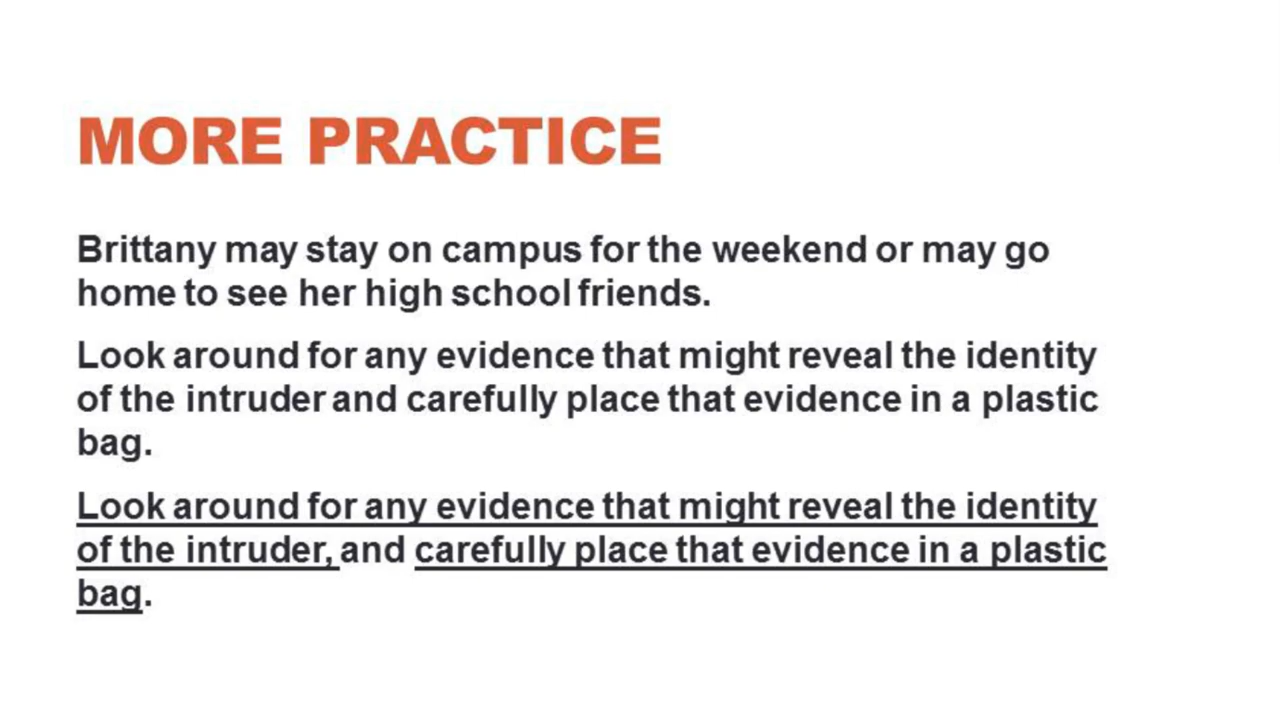 MORE PRACTICE
Brittany may stay on campus for the weekend or may go
home to see her high school friends.
Look around for any evidence that might reveal the identity
of the intruder and carefully place that evidence in a plastic
bag.
Look around for any evidence that might reveal the identity
of the intruder, and carefully place that evidence in a plastic
bag.